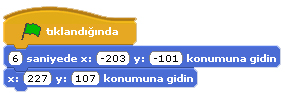 tıklandığında
6 saniyede x: -203 y: -101 konumuna gidin
x: 227 y: 107 konumuna gidin